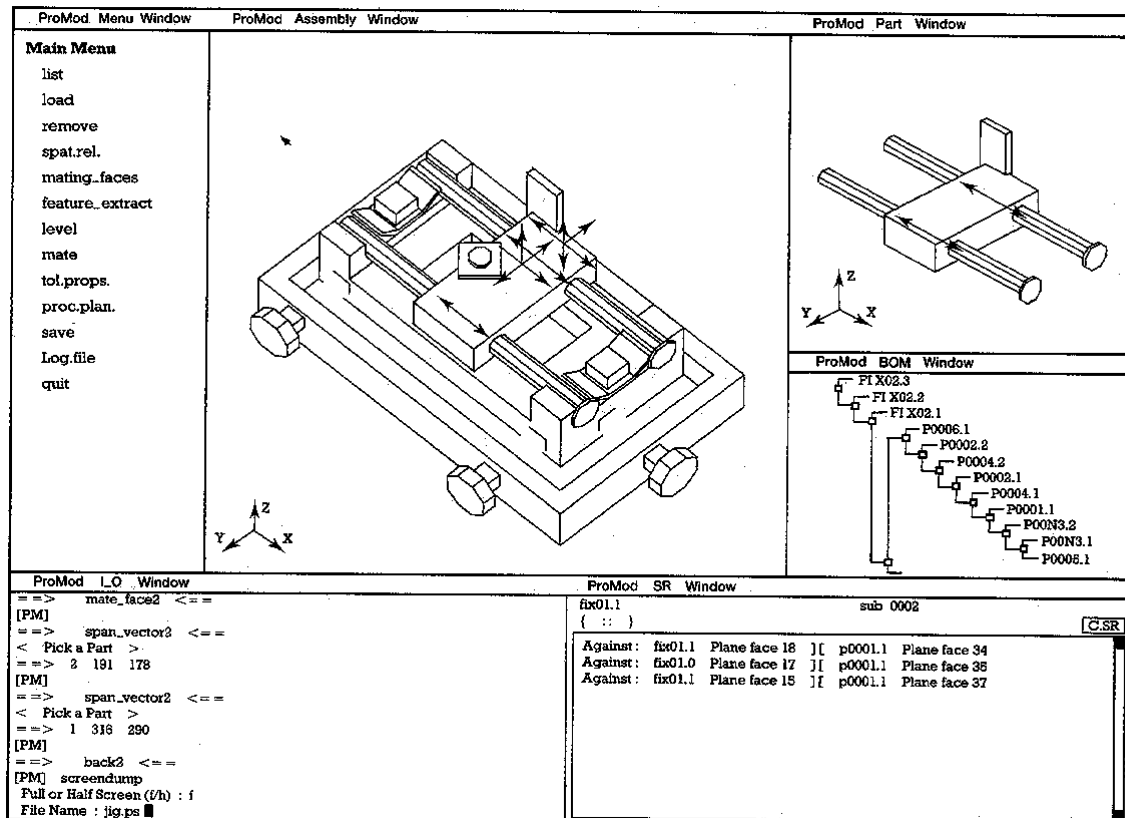 ProMod Menu Window
Main Menu
list
load
remove
spat.rel.
mating_faces
feature_extract
level
mate
tol.props.
proc.plan.
save
Log.file
quit
ProMod Assembly Window
Z
Y X
ProMod Part Window
Z
Y X
ProMod BOM Window
FI X02.3
FI X02.2
FI X02.1
P0006.1
P0002.2
P0004.2
P0002.1
P0004.1
P0001.1
P00N3.2
P00N3.1
P0005.1
ProMod I_O Window
==> mate_face2 <==
[PM]
==> span_vector2 <==
< Pick a Part >
==> 2 191 178
[PM]
==> span_vector2 <==
< Pick a Part >
==> 1 316 290
[PM]
==> back2 <==
[PM] screendump
Full or Half Screen (f/h) : f
File Name : jig.ps
ProMod SR Window
fix01.1 sub 0002
{ :: }
C.SR
Against : fix01.1 Plane face 18 ][ p0001.1 Plane face 34
Against : fix01.0 Plane face 17 ][ p0001.1 Plane face 35
Against : fix01.1 Plane face 15 ][ p0001.1 Plane face 37